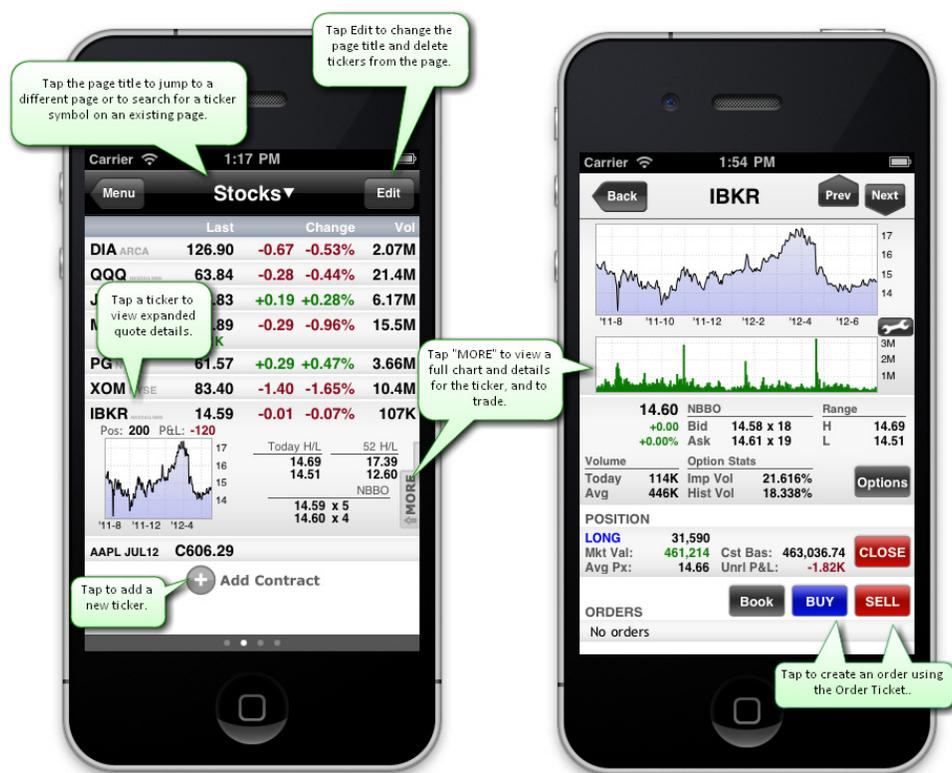 Tap Edit to change the
page title and delete
tickers from the page.
Tap the page title to jump to a
different page or to search for a ticker
symbol on an existing page.
Carrier 1:17 PM
Menu Stocks Edit
Last Change Vol
DIA ARCA 126.90 -0.67 -0.53% 2.07M
QQQ 63.84 -0.28 -0.44% 21.4M
J .83 +0.19 +0.28% 6.17M
M .89 -0.29 -0.96% 15.5M
K
PG 61.57 +0.29 +0.47% 3.66M
XOM NYSE 83.40 -1.40 -1.65% 10.4M
IBKR 14.59 -0.01 -0.07% 107K
Tap a ticker to
view expanded
quote details.
Pos: 200 P&L: -120
17
16
15
14
'11-8 '11-12 '12-4
Today H/L 52 H/L
14.69 17.39
14.51 12.60
NBBO
14.59 x 5
14.60 x 4
MORE
AAPL JUL12 C606.29
Add Contract
Tap to add a
new ticker.
Tap "MORE" to view a
full chart and details
for the ticker, and to
trade.
Carrier 1:54 PM
Back IBKR Prev Next
17
16
15
14
'11-8 '11-10 '11-12 '12-2 '12-4 '12-6
3M
2M
1M
14.60 NBBO Range
+0.00 Bid 14.58 x 18 H 14.69
+0.00% Ask 14.61 x 19 L 14.51
Volume Option Stats
Today 114K Imp Vol 21.616%
Avg 446K Hist Vol 18.338%
Options
POSITION
LONG 31,590
Mkt Val: 461,214 Cst Bas: 463,036.74
Avg Px: 14.66 Unrl P&L: -1.82K
CLOSE
ORDERS Book BUY SELL
No orders
Tap to create an order using
the Order Ticket..